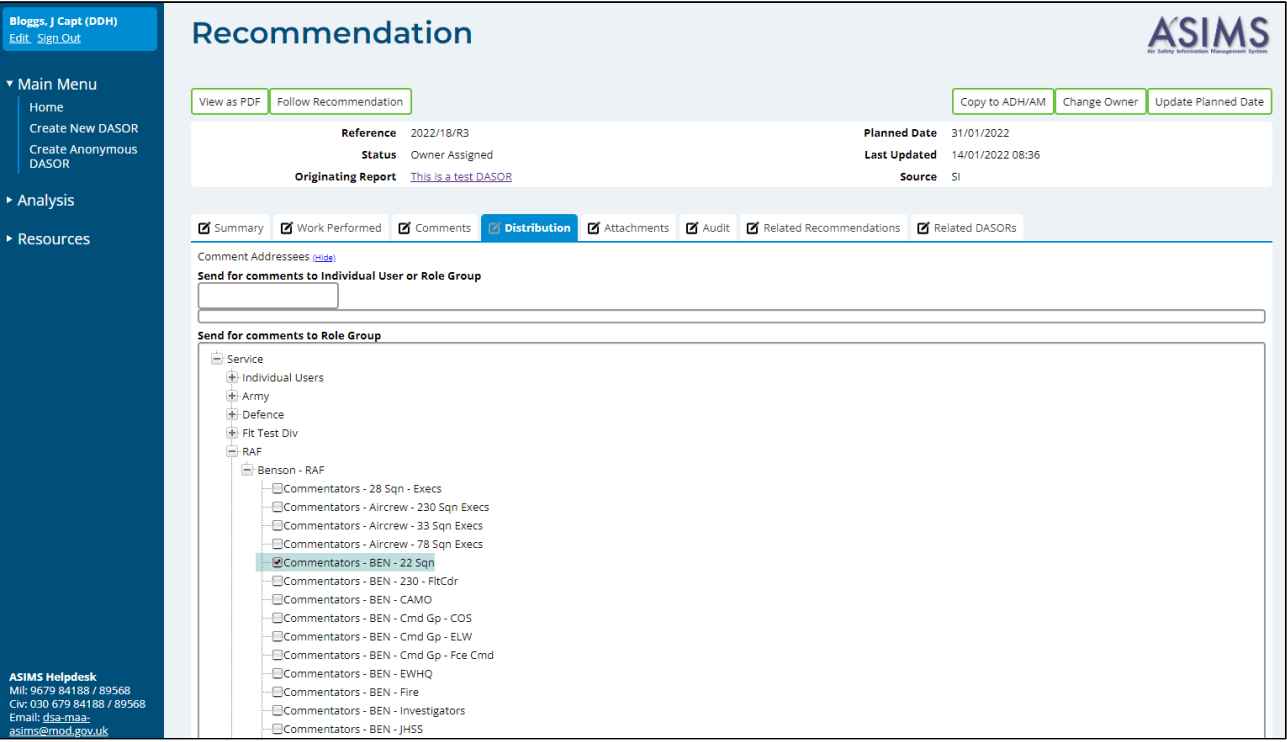 Bloggs, J Capt (DDH)
Edit Sign Out
Main Menu
Home
Create New DASOR
Create Anonymous
DASOR
Analysis
Resources
ASIMS Helpdesk
Mil: 9679 84188 / 89568
Civ: 030 679 84188 / 89568
Email: dsa-maa-
asims@mod.gov.uk
Recommendation
ASIMS
Air Safety Information Management System
View as PDF Follow Recommendation Copy to ADH/AM Change Owner Update Planned Date
Reference 2022/18/R3 Planned Date 31/01/2022
Status Owner Assigned Last Updated 14/01/2022 08:36
Originating Report This is a test DASOR Source SI
Summary Work Performed Comments Distribution Attachments Audit Related Recommendations Related DASORs
Comment Addressees (Hide)
Send for comments to Individual User or Role Group
Send for comments to Role Group
Service
Individual Users
Army
Defence
Flt Test Div
RAF
Benson - RAF
Commentators - 28 Sqn - Execs
Commentators - Aircrew - 230 Sqn Execs
Commentators - Aircrew - 33 Sqn Execs
Commentators - Aircrew - 78 Sqn Execs
Commentators - BEN - 22 Sqn
Commentators - BEN - 230 - FltCdr
Commentators - BEN - CAMO
Commentators - BEN - Cmd Gp - COS
Commentators - BEN - Cmd Gp - ELW
Commentators - BEN - Cmd Gp - Fce Cmd
Commentators - BEN - EWHQ
Commentators - BEN - Fire
Commentators - BEN - Investigators
Commentators - BEN - JHSS